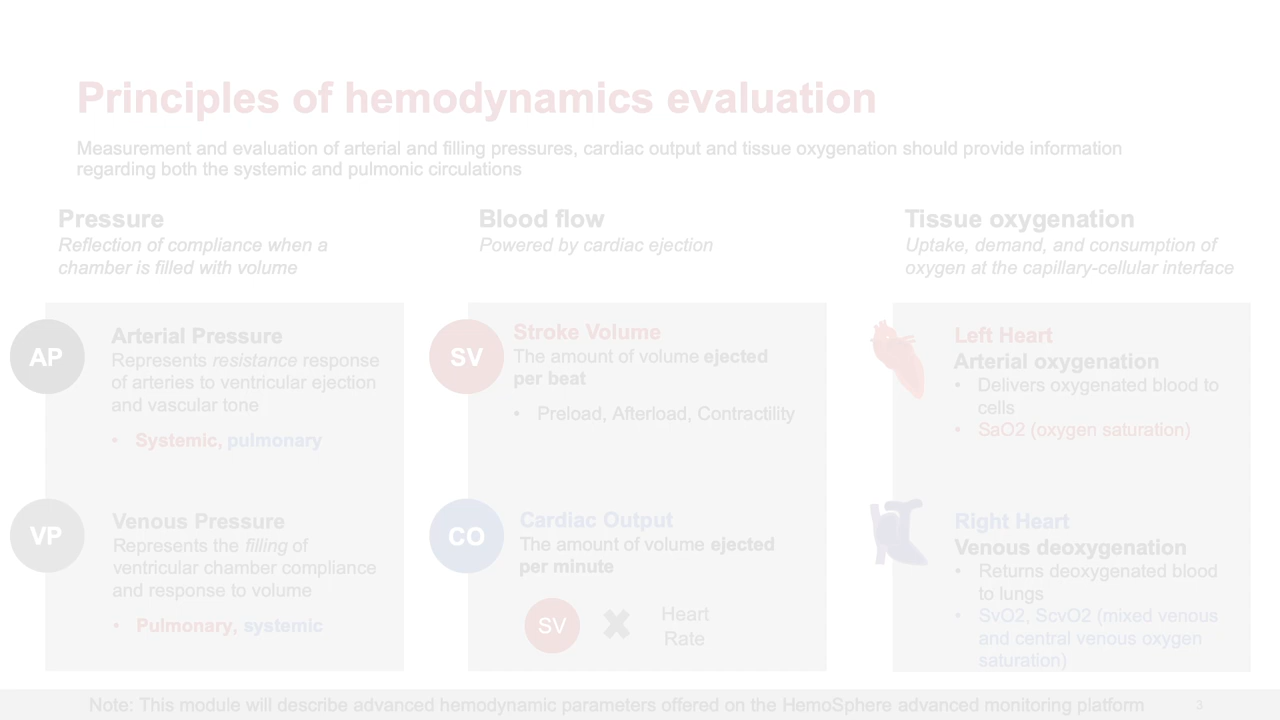 Principles of hemodynamics evaluation
Measurement and evaluation of arterial and filling pressures, cardiac output and tissue oxygenation should provide information
regarding both the systemic and pulmonic circulations
Pressure
Reflection of compliance when a
chamber is filled with volume
AP
Arterial Pressure
Represents resistance response
of arteries to ventricular ejection
and vascular tone
• Systemic, pulmonary
VP
Venous Pressure
Represents the filling of
ventricular chamber compliance
and response to volume
• Pulmonary, systemic
Blood flow
Powered by cardiac ejection
SV
Stroke Volume
The amount of volume ejected
per beat
• Preload, Afterload, Contractility
CO
Cardiac Output
The amount of volume ejected
per minute
SV ✖ Heart
Rate
Tissue oxygenation
Uptake, demand, and consumption of
oxygen at the capillary-cellular interface
Left Heart
Arterial oxygenation
• Delivers oxygenated blood to
cells
• SaO2 (oxygen saturation)
Right Heart
Venous deoxygenation
• Returns deoxygenated blood
to lungs
• SvO2, ScvO2 (mixed venous
and central venous oxygen
saturation)
Note: This module will describe advanced hemodynamic parameters offered on the HemoSphere advanced monitoring platform
3